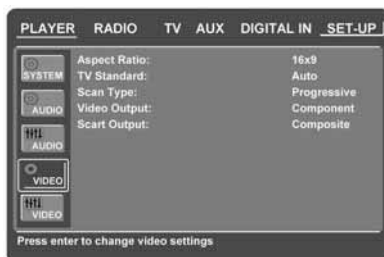 PLAYER RADIO TV AUX DIGITAL IN SET-UP
SYSTEM
AUDIO
AUDIO
VIDEO
VIDEO
Aspect Ratio: 16x9
TV Standard: Auto
Scan Type: Progressive
Video Output: Component
Scart Output: Composite
Press enter to change video settings